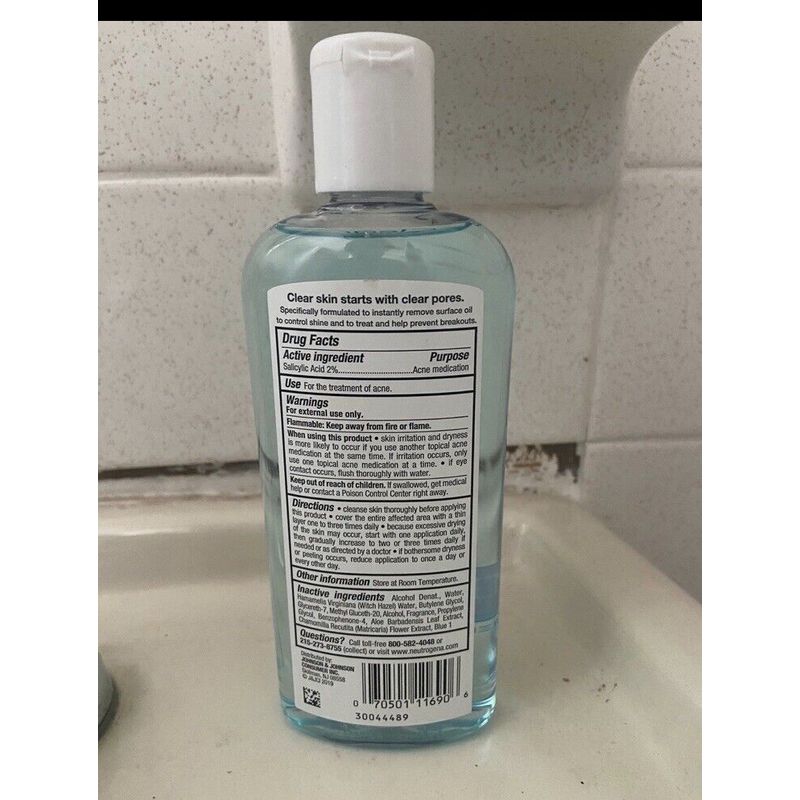 Clear skin starts with clear pores.
Specifically formulated to instantly remove surface oil
to control shine and to treat and help prevent breakouts.
Drug Facts
Active ingredient Purpose
Salicylic Acid 2%..............................Acne medication
Use For the treatment of acne.
Warnings
For external use only.
Flammable: Keep away from fire or flame.
When using this product • skin irritation and dryness
is more likely to occur if you use another topical acne
medication at the same time. If irritation occurs, only
use one topical acne medication at a time. • if eye
contact occurs, flush thoroughly with water.
Keep out of reach of children. If swallowed, get medical
help or contact a Poison Control Center right away.
Directions • cleanse skin thoroughly before applying
this product • cover the entire affected area with a thin
layer one to three times daily • because excessive drying
of the skin may occur, start with one application daily,
then gradually increase to two or three times daily if
needed or as directed by a doctor • if bothersome dryness
or peeling occurs, reduce application to once a day or
every other day.
Other information Store at Room Temperature.
Inactive ingredients Alcohol Denat., Water,
Hamamelis Virginiana (Witch Hazel) Water, Butylene Glycol,
Glycereth-7, Methyl Gluceth-20, Alcohol, Fragrance, Propylene
Glycol, Benzophenone-4, Aloe Barbadensis Leaf Extract,
Chamomilla Recutita (Matricaria) Flower Extract, Blue 1
Questions? Call toll-free 800-582-4048 or
215-273-8755 (collect) or visit www.neutrogena.com
Distributed by:
JOHNSON & JOHNSON
CONSUMER INC.
Skillman, NJ 08558
© J&JCI 2019
0 70501 11690 6
30044489